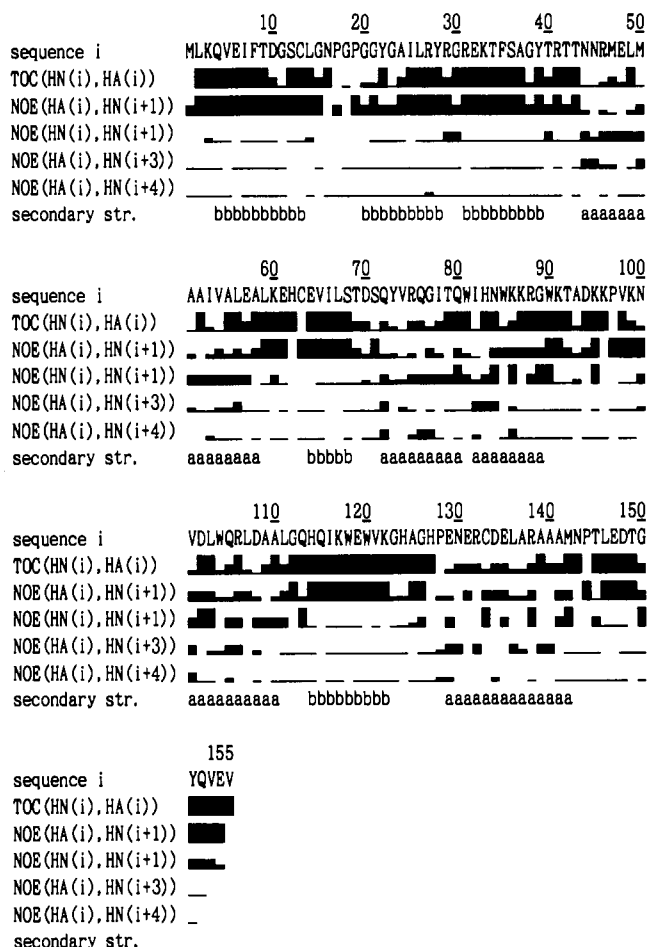 10 20 30 40 50
sequence i MLKQVEIFTDGSCLGNPGPGGYGAILRYRGREKTFSAGYTRTTNNRMELM
TOC(HN(i),HA(i))
NOE(HA(i),HN(i+1))
NOE(HN(i),HN(i+1))
NOE(HA(i),HN(i+3))
NOE(HA(i),HN(i+4))
secondary str. bbbbbbbbbb bbbbbbbbb bbbbbbbbb aaaaaaa
60 70 80 90 100
sequence i AAIVALEALKEHCEVILSTDSQYVRQGITQWIHNWKKRGWKTADKKPVKN
TOC(HN(i),HA(i))
NOE(HA(i),HN(i+1))
NOE(HN(i),HN(i+1))
NOE(HA(i),HN(i+3))
NOE(HA(i),HN(i+4))
secondary str. aaaaaaaa bbbbb aaaaaaaaa aaaaaaaa
110 120 130 140 150
sequence i VDLWQRLDAALGQHQIKWEWVKGHAGHPENERCDELARAAAMNPTLEDTG
TOC(HN(i),HA(i))
NOE(HA(i),HN(i+1))
NOE(HN(i),HN(i+1))
NOE(HA(i),HN(i+3))
NOE(HA(i),HN(i+4))
secondary str. aaaaaaaaaa bbbbbbbbb aaaaaaaaaaaaaa
155
sequence i YQVEV
TOC(HN(i),HA(i))
NOE(HA(i),HN(i+1))
NOE(HN(i),HN(i+1))
NOE(HA(i),HN(i+3))
NOE(HA(i),HN(i+4))
secondary str.